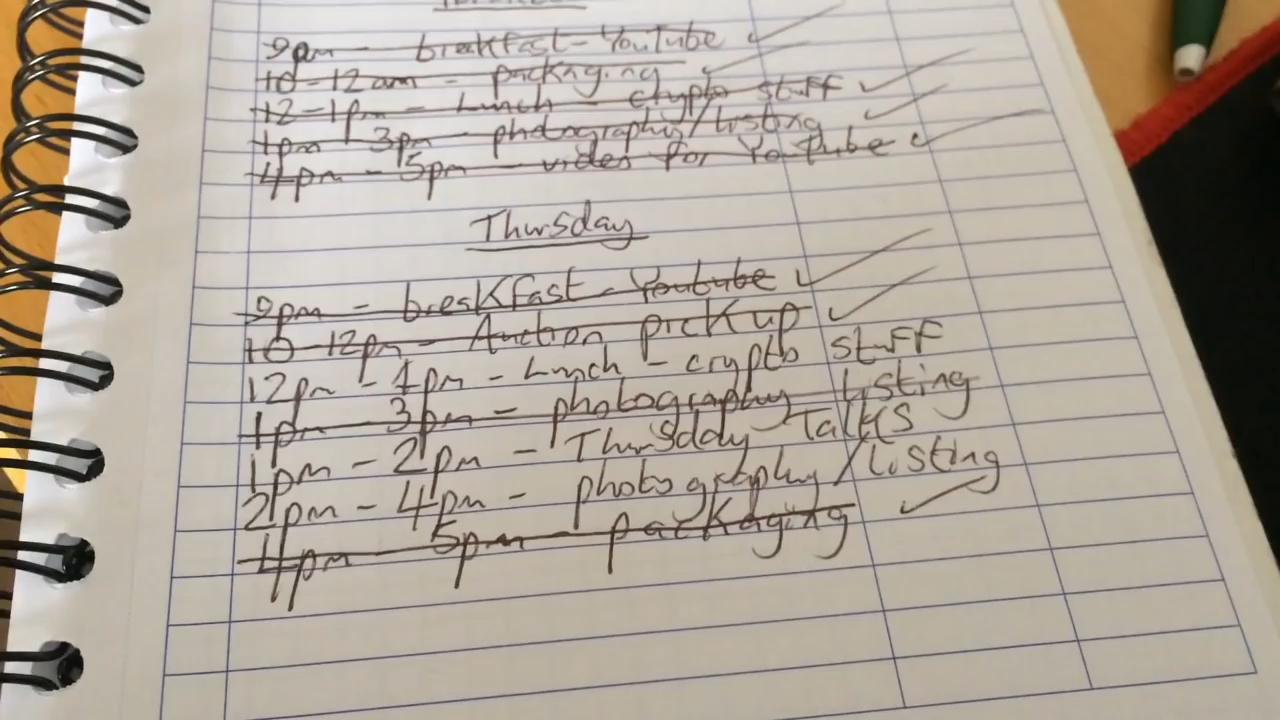 9pm - breakfast - YouTube ✓
10-12am - packaging ✓
12-1pm - Lunch - crypto stuff ✓
1pm - 3pm - photography/listing ✓
4pm - 5pm - video for YouTube ✓
Thursday
9pm - breakfast - Youtube ✓
10-12pm - Auction pick up ✓
12pm - 1pm - Lunch - crypto stuff
1pm - 3pm - photography listing
1pm - 2pm - Thursday Talks
2pm - 4pm - photography/Listing
4pm - 5pm - packaging ✓